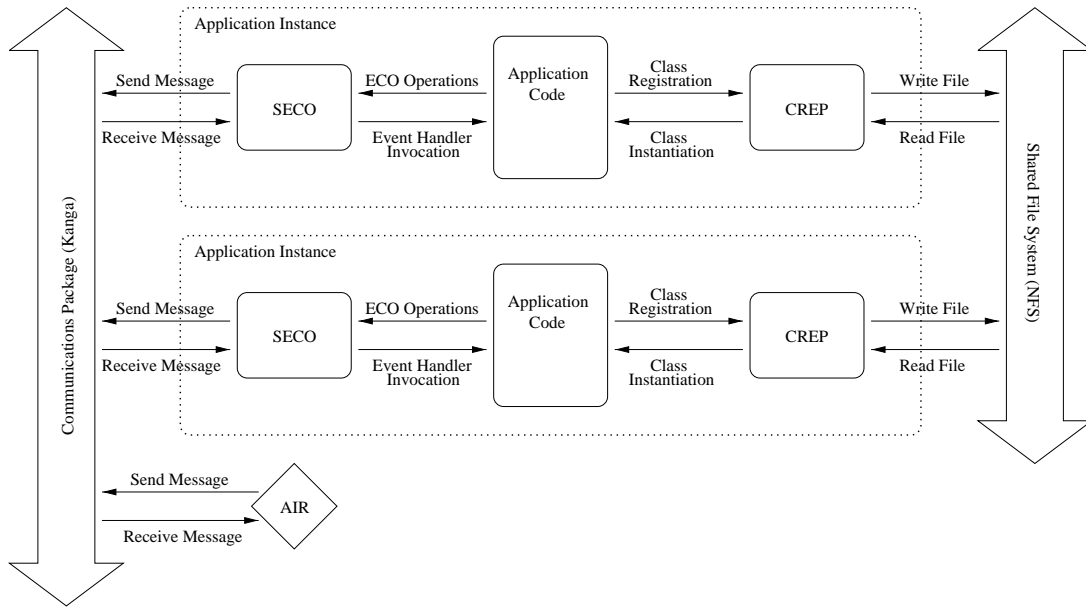 Application Instance
Send Message
Receive Message
SECO
ECO Operations
Event Handler
Invocation
Application
Code
Class
Registration
Class
Instantiation
CREP
Write File
Read File
Application Instance
Send Message
Receive Message
SECO
ECO Operations
Event Handler
Invocation
Application
Code
Class
Registration
Class
Instantiation
CREP
Write File
Read File
Send Message
Receive Message
AIR
Communications Package (Kanga)
Shared File System (NFS)